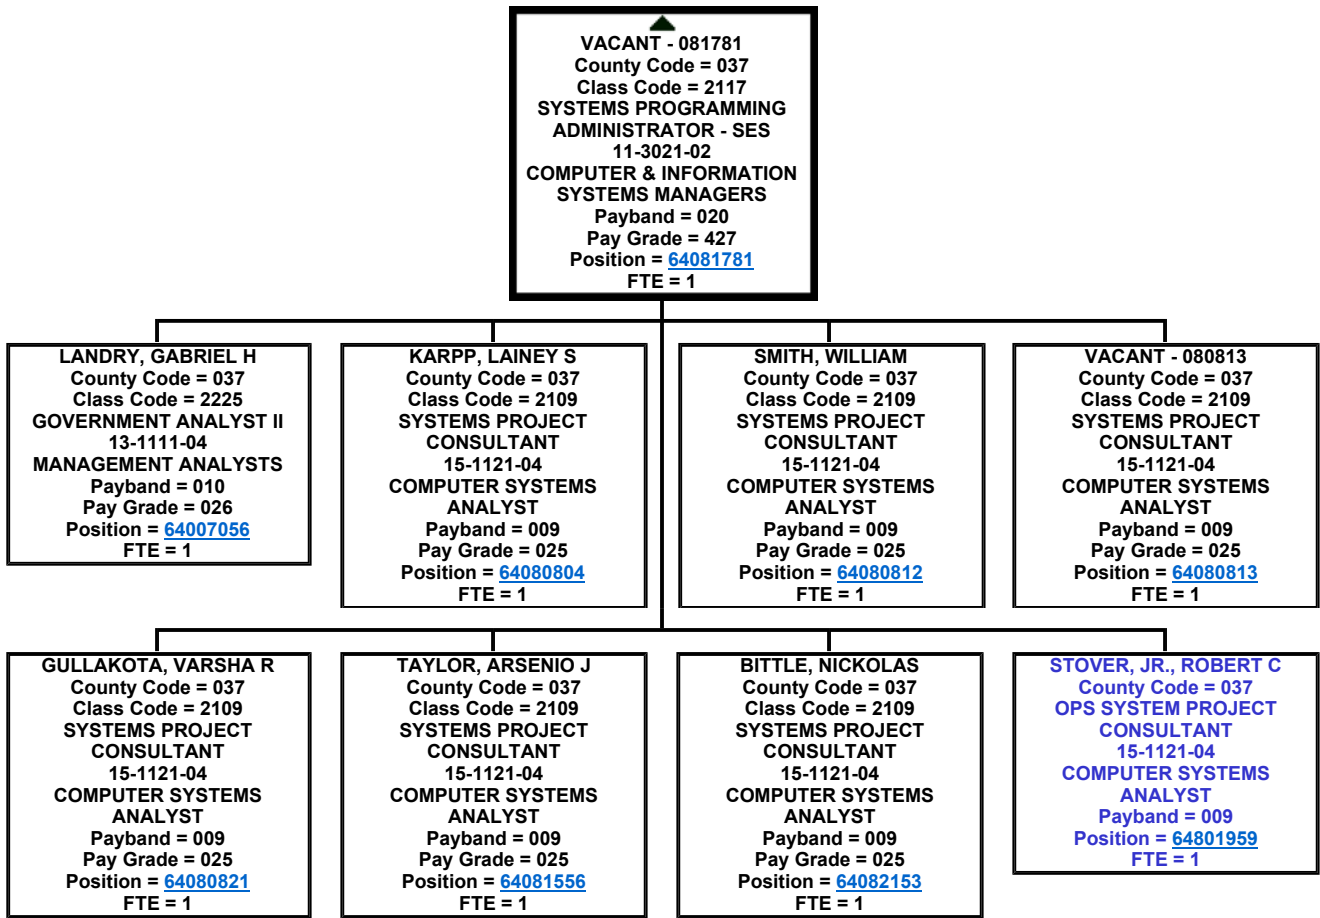 VACANT - 081781
County Code = 037
Class Code = 2117
SYSTEMS PROGRAMMING
ADMINISTRATOR - SES
11-3021-02
COMPUTER & INFORMATION
SYSTEMS MANAGERS
Payband = 020
Pay Grade = 427
Position = 64081781
FTE = 1
LANDRY, GABRIEL H
County Code = 037
Class Code = 2225
GOVERNMENT ANALYST II
13-1111-04
MANAGEMENT ANALYSTS
Payband = 010
Pay Grade = 026
Position = 64007056
FTE = 1
KARPP, LAINEY S
County Code = 037
Class Code = 2109
SYSTEMS PROJECT
CONSULTANT
15-1121-04
COMPUTER SYSTEMS
ANALYST
Payband = 009
Pay Grade = 025
Position = 64080804
FTE = 1
SMITH, WILLIAM
County Code = 037
Class Code = 2109
SYSTEMS PROJECT
CONSULTANT
15-1121-04
COMPUTER SYSTEMS
ANALYST
Payband = 009
Pay Grade = 025
Position = 64080812
FTE = 1
VACANT - 080813
County Code = 037
Class Code = 2109
SYSTEMS PROJECT
CONSULTANT
15-1121-04
COMPUTER SYSTEMS
ANALYST
Payband = 009
Pay Grade = 025
Position = 64080813
FTE = 1
GULLAKOTA, VARSHA R
County Code = 037
Class Code = 2109
SYSTEMS PROJECT
CONSULTANT
15-1121-04
COMPUTER SYSTEMS
ANALYST
Payband = 009
Pay Grade = 025
Position = 64080821
FTE = 1
TAYLOR, ARSENIO J
County Code = 037
Class Code = 2109
SYSTEMS PROJECT
CONSULTANT
15-1121-04
COMPUTER SYSTEMS
ANALYST
Payband = 009
Pay Grade = 025
Position = 64081556
FTE = 1
BITTLE, NICKOLAS
County Code = 037
Class Code = 2109
SYSTEMS PROJECT
CONSULTANT
15-1121-04
COMPUTER SYSTEMS
ANALYST
Payband = 009
Pay Grade = 025
Position = 64082153
FTE = 1
STOVER, JR., ROBERT C
County Code = 037
OPS SYSTEM PROJECT
CONSULTANT
15-1121-04
COMPUTER SYSTEMS
ANALYST
Payband = 009
Position = 64801959
FTE = 1